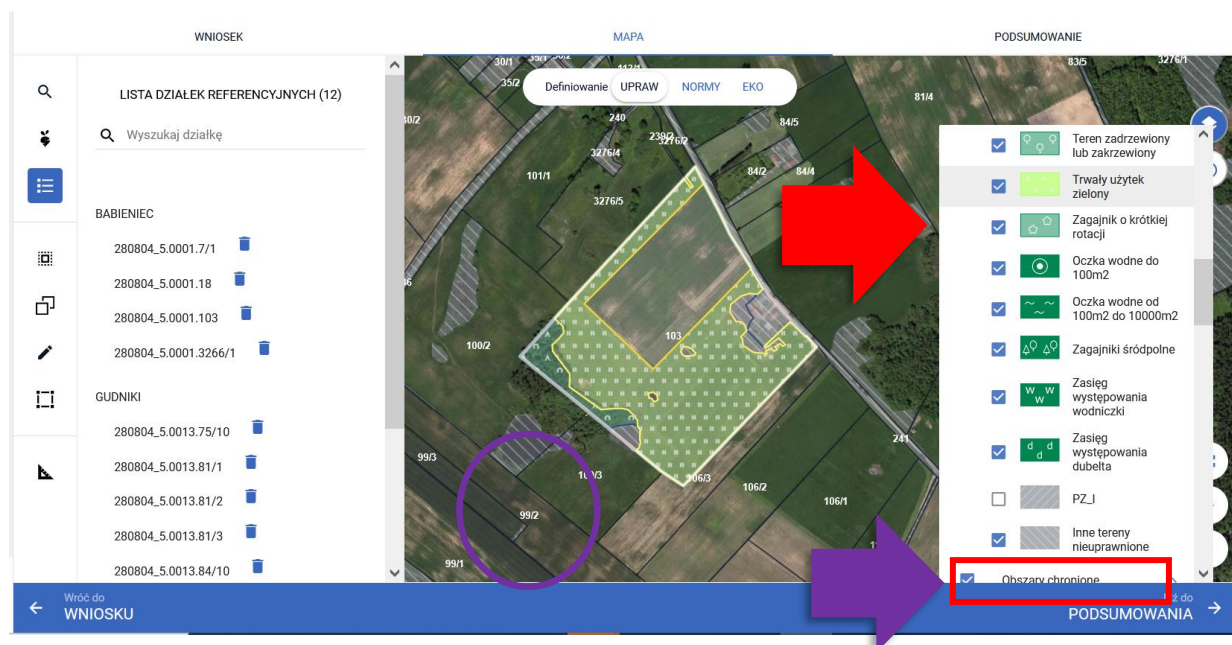 WNIOSEK
MAPA
PODSUMOWANIE
LISTA DZIAŁEK REFERENCYJNYCH (12)
Wyszukaj działkę
BABIENIEC
280804_5.0001.7/1
280804_5.0001.18
280804_5.0001.103
280804_5.0001.3266/1
GUDNIKI
280804_5.0013.75/10
280804_5.0013.81/1
280804_5.0013.81/2
280804_5.0013.81/3
280804_5.0013.84/10
Definiowanie UPRAW NORMY EKO
30/1
35/2
83/5
3276/1
81/4
240
84/5
3276/4
101/1
84/2
84/4
3276/5
103
100/2
99/3
106/3
106/2
106/1
241
99/2
99/1
Teren zadrzewiony
lub zakrzewiony
Trwały użytek
zielony
Zagajnik o krótkiej
rotacji
Oczka wodne do
100m2
Oczka wodne od
100m2 do 10000m2
Zagajniki śródpolne
Zasięg
występowania
wodniczki
Zasięg
występowania
dubelta
PZ_I
Inne tereny
nieuprawnione
Obszary chronione
Wróć do
WNIOSKU
do
PODSUMOWANIA